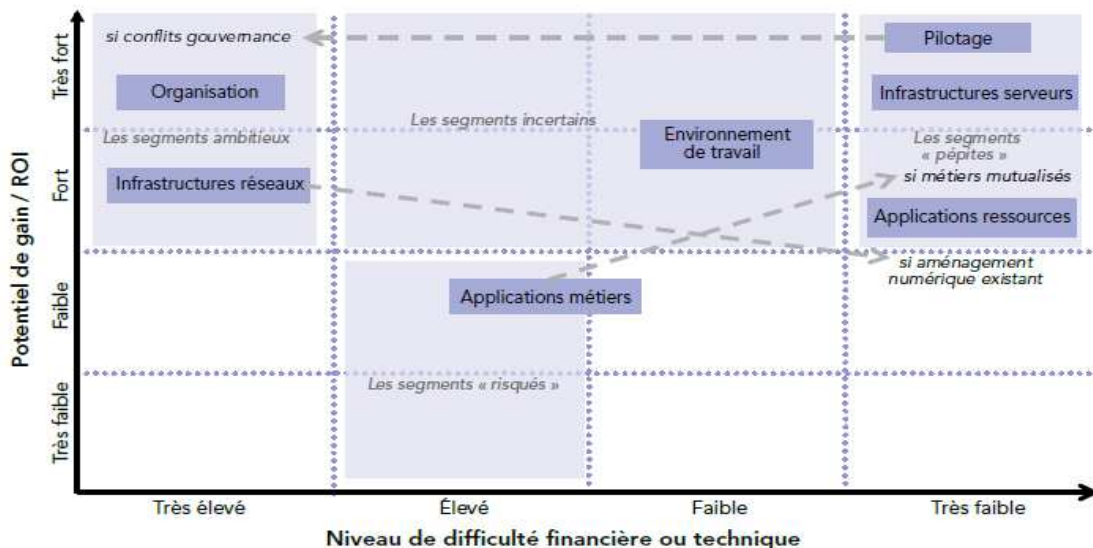 Potentiel de gain / ROI
Très fort
Fort
Faible
Très faible
si conflits gouvernance
Pilotage
Organisation
Infrastructures serveurs
Les segments incertains
Les segments ambitieux
Environnement
de travail
Les segments
« pépites »
Infrastructures réseaux
si métiers mutualisés
Applications ressources
si aménagement
numérique existant
Applications métiers
Les segments « risqués »
Très élevé
Élevé
Faible
Très faible
Niveau de difficulté financière ou technique